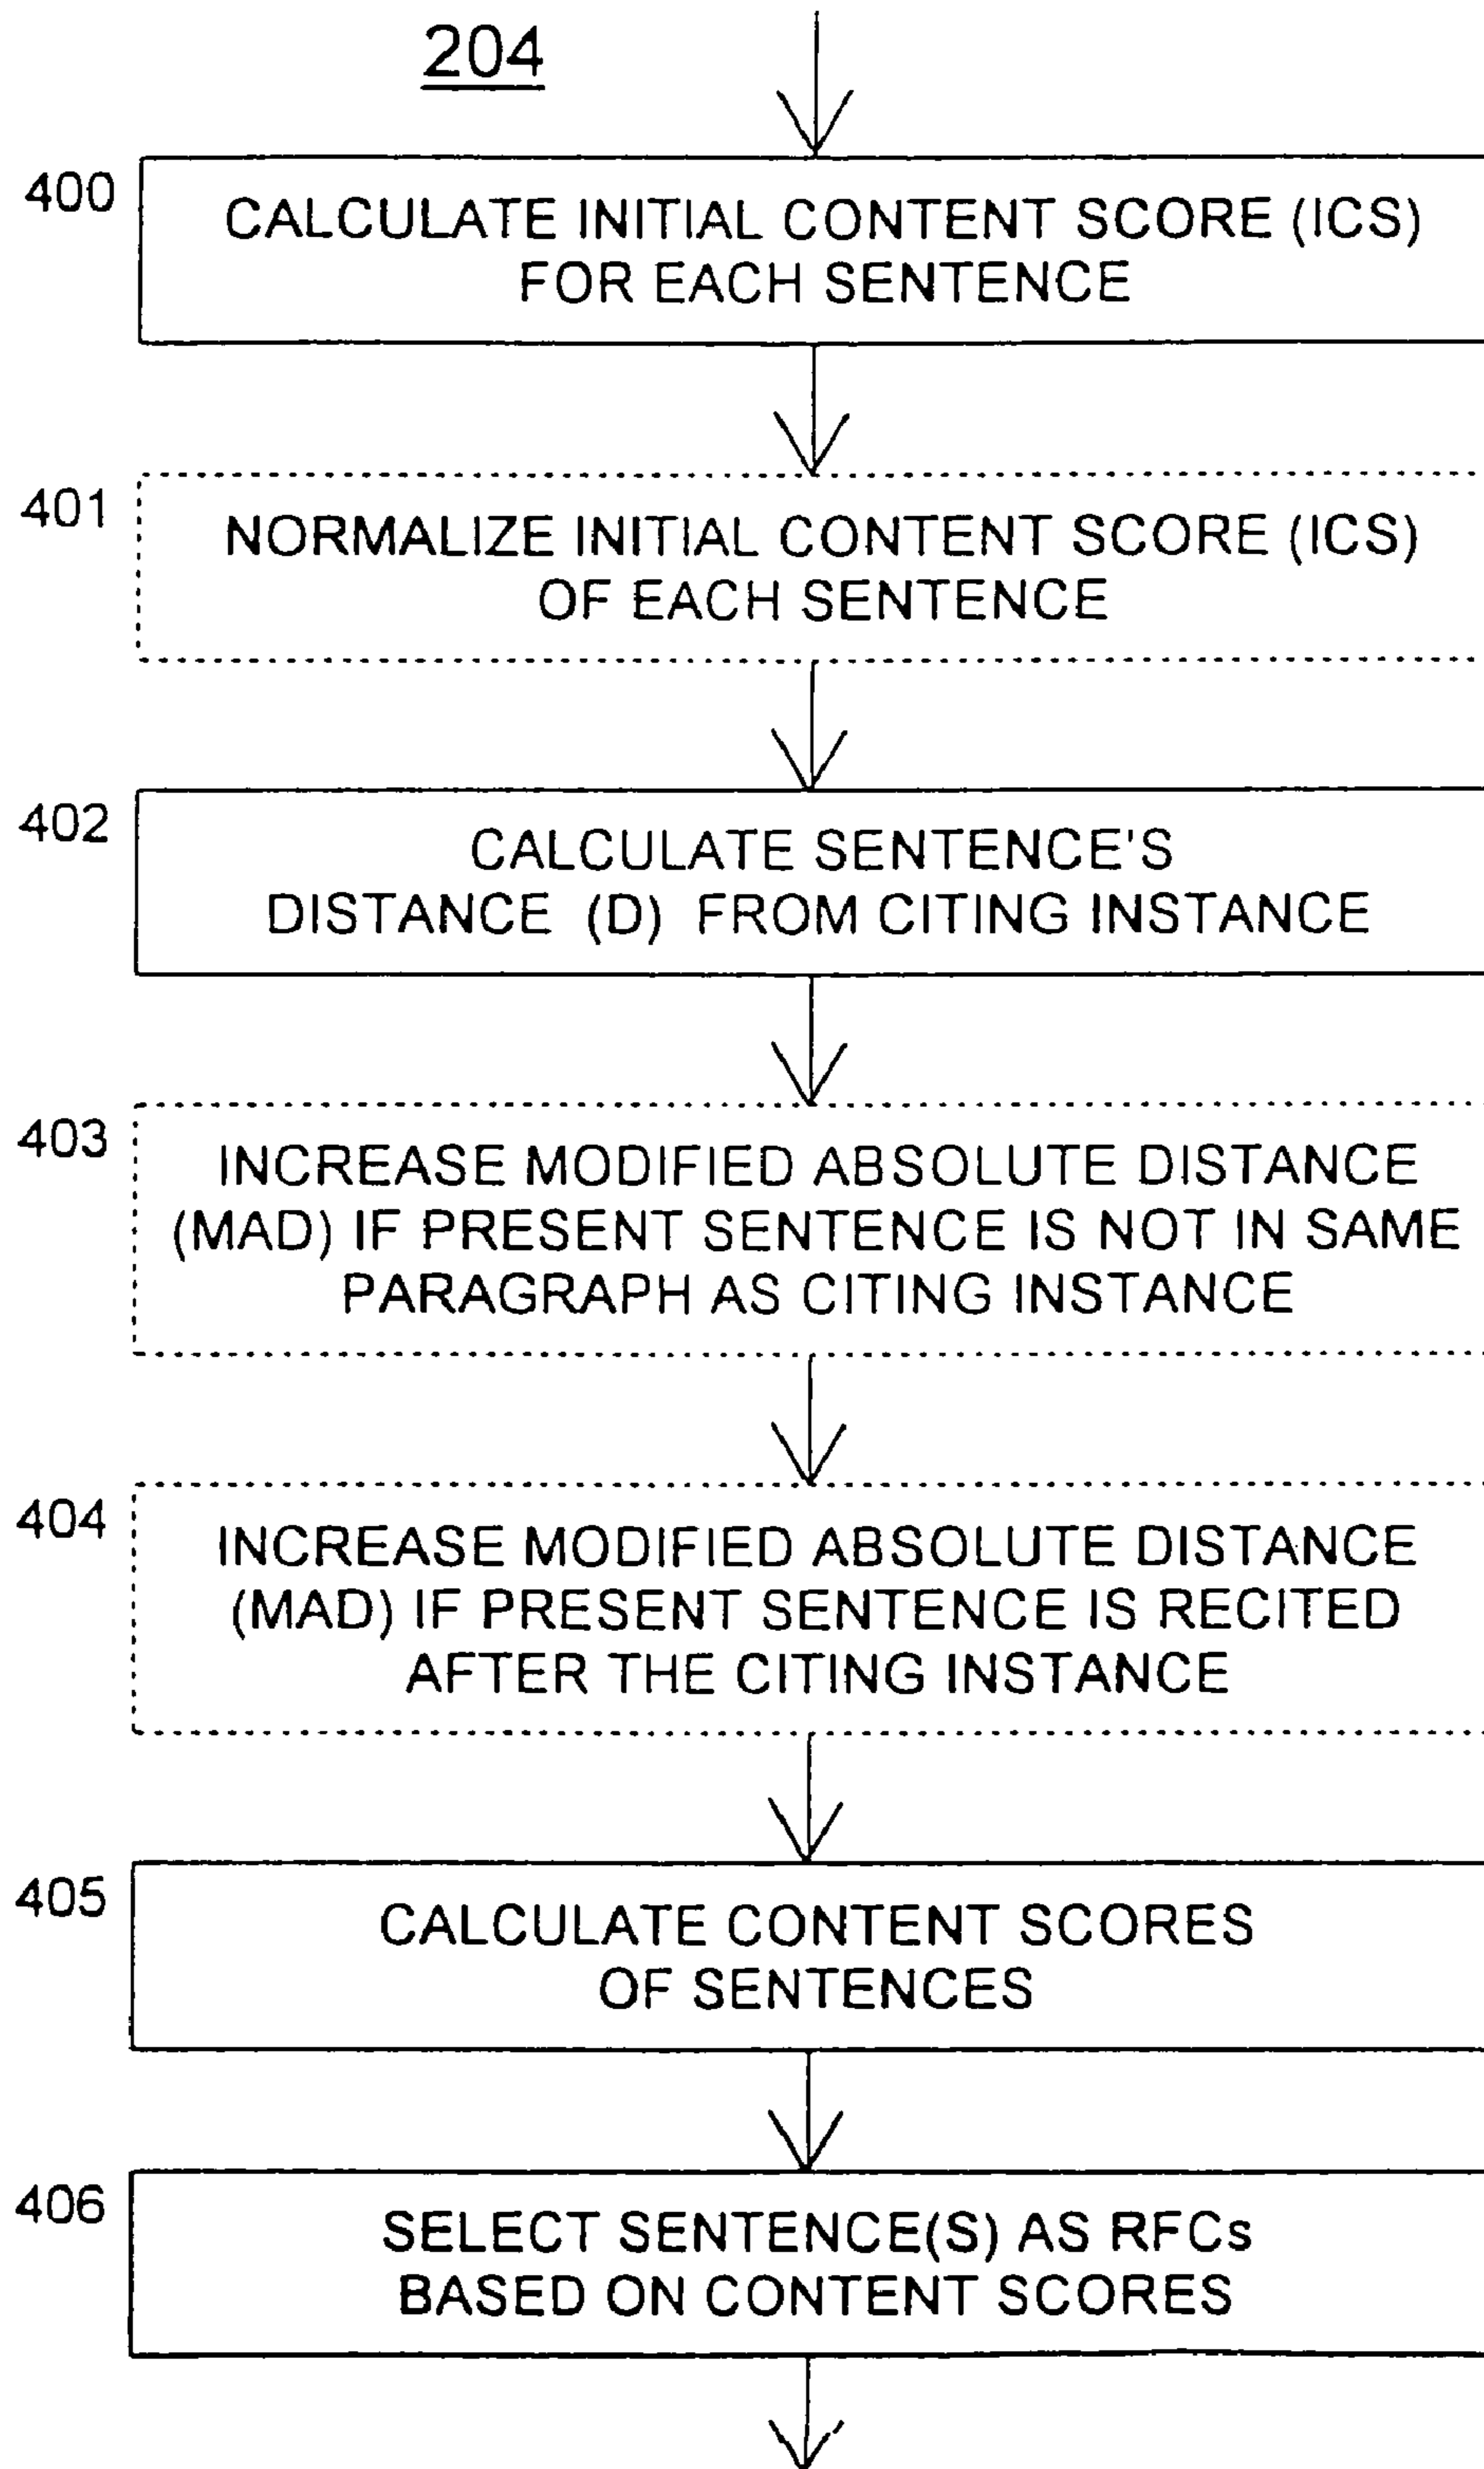 204
400
CALCULATE INITIAL CONTENT SCORE (ICS)
FOR EACH SENTENCE
401
NORMALIZE INITIAL CONTENT SCORE (ICS)
OF EACH SENTENCE
402
CALCULATE SENTENCE'S
DISTANCE (D) FROM CITING INSTANCE
403
INCREASE MODIFIED ABSOLUTE DISTANCE
(MAD) IF PRESENT SENTENCE IS NOT IN SAME
PARAGRAPH AS CITING INSTANCE
404
INCREASE MODIFIED ABSOLUTE DISTANCE
(MAD) IF PRESENT SENTENCE IS RECITED
AFTER THE CITING INSTANCE
405
CALCULATE CONTENT SCORES
OF SENTENCES
406
SELECT SENTENCE(S) AS RFCs
BASED ON CONTENT SCORES